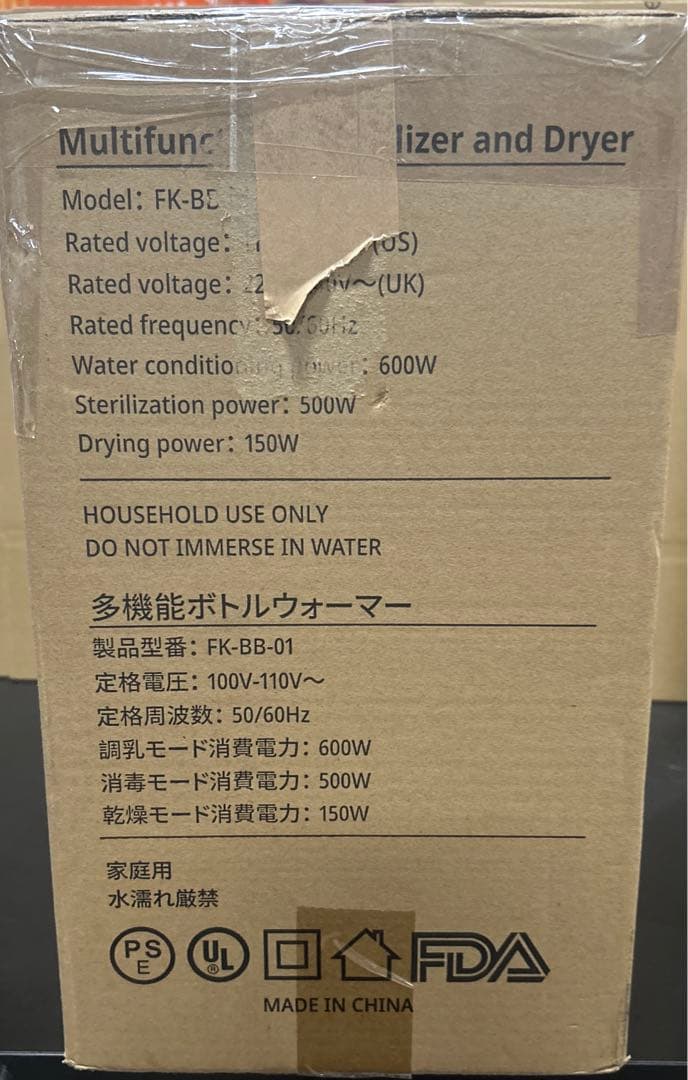 Multifunc lizer and Dryer
Model: FK-BB
Rated voltage: (US)
Rated voltage: 22 0V～(UK)
Rated frequency: 50/60Hz
Water conditioning power: 600W
Sterilization power: 500W
Drying power: 150W
HOUSEHOLD USE ONLY
DO NOT IMMERSE IN WATER
多機能ボトルウォーマー
製品型番: FK-BB-01
定格電圧: 100V-110V～
定格周波数: 50/60Hz
調乳モード消費電力: 600W
消毒モード消費電力: 500W
乾燥モード消費電力: 150W
家庭用
水濡れ厳禁
PSE UL® FDA
MADE IN CHINA